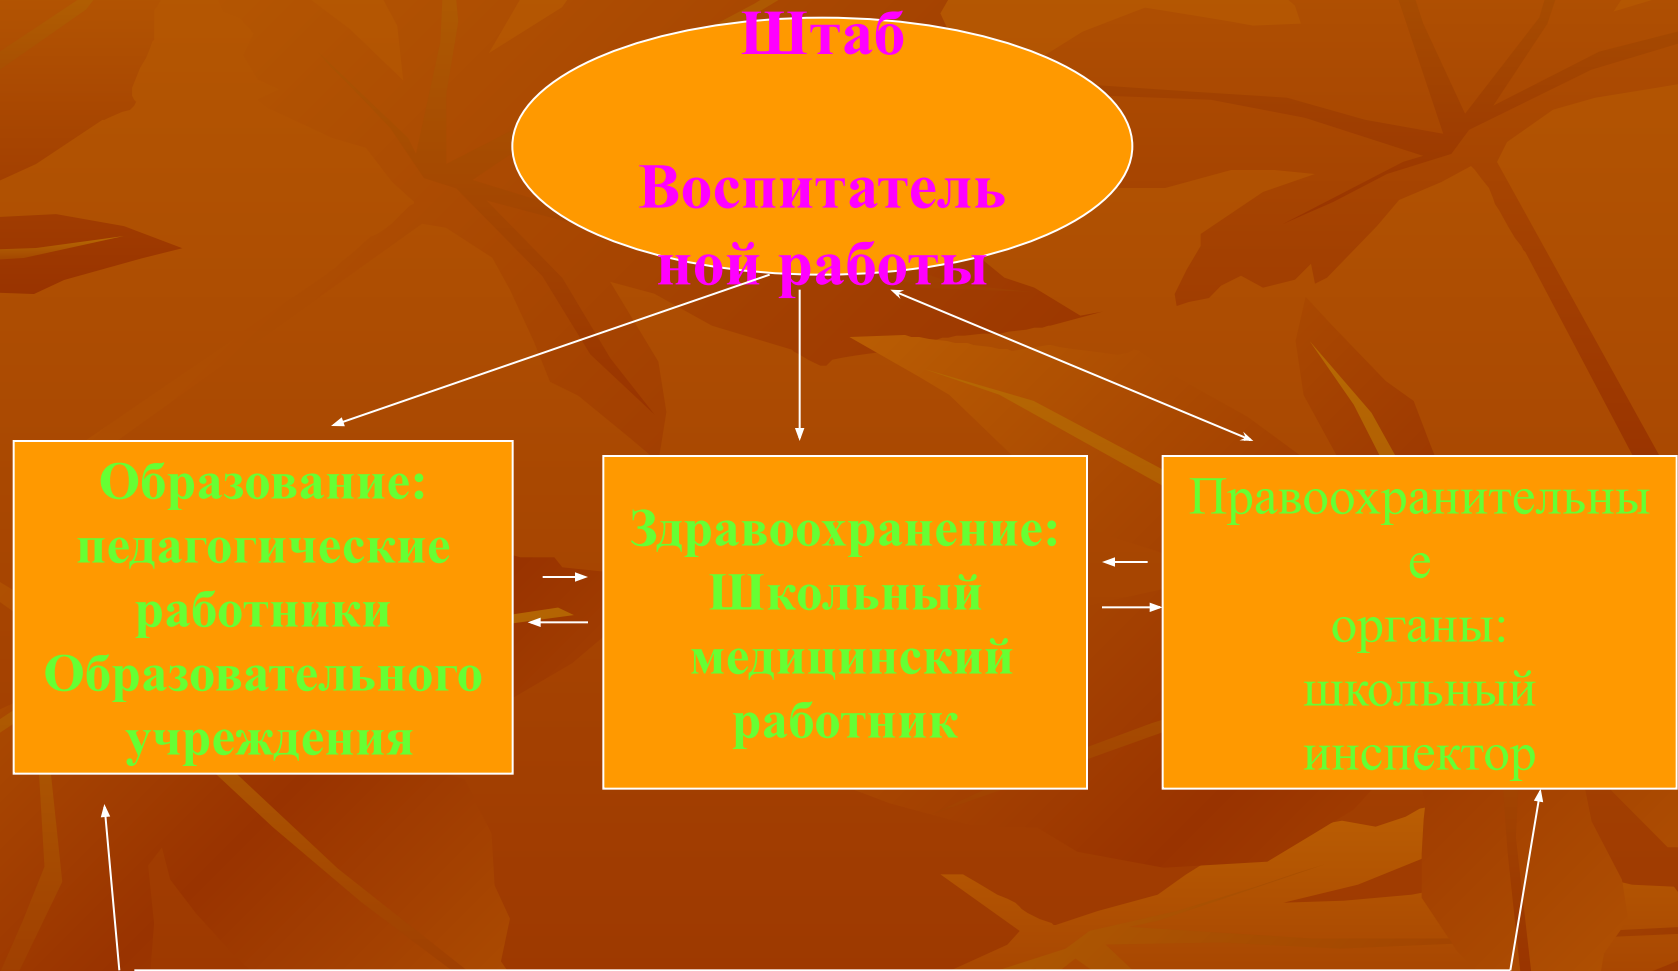 Штаб
Воспитатель
ной работы
Образование:
педагогические
работники
Образовательного
учреждения
Здравоохранение:
Школьный
медицинский
работник
Правоохранительны
е
органы:
школьный
инспектор